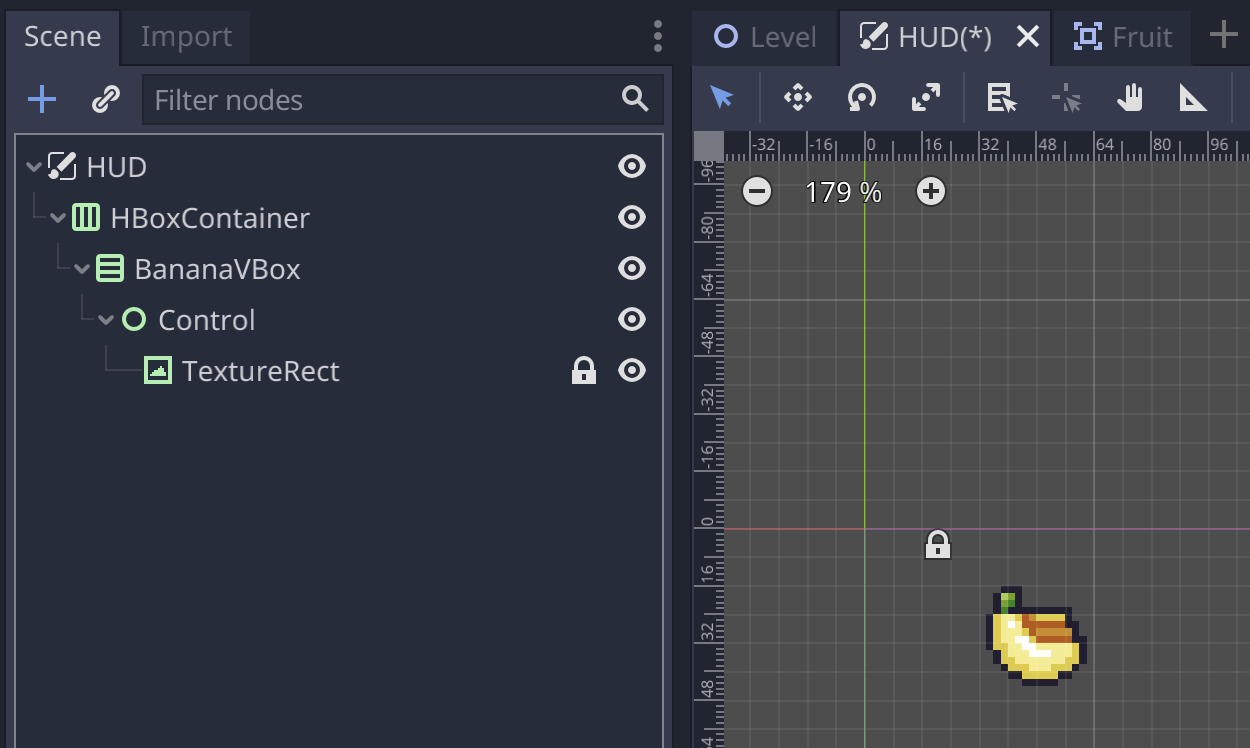 Scene Import
Level HUD(*) Fruit
Filter nodes
HUD
HBoxContainer
BananaVBox
Control
TextureRect
-32 -16 0 16 32 48 64 80 96
179 %
-96
-80
-64
-48
-32
-16
0
16
32
48
64